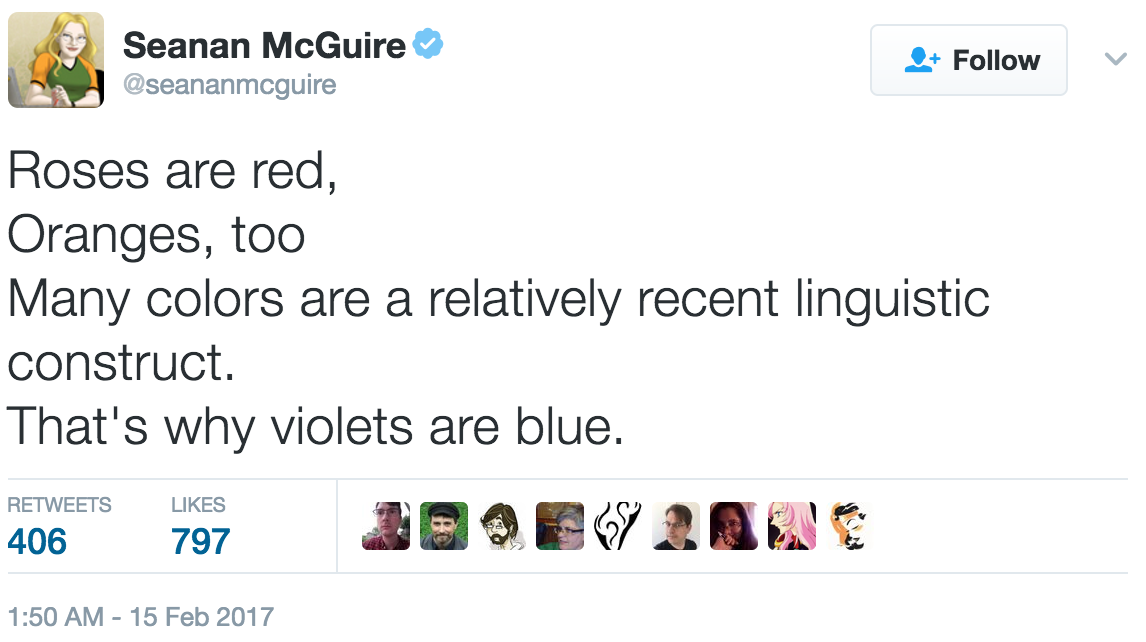 Seanan McGuire
@seananmcguire
Follow
Roses are red,
Oranges, too
Many colors are a relatively recent linguistic
construct.
That's why violets are blue.
RETWEETS LIKES
406 797
1:50 AM - 15 Feb 2017